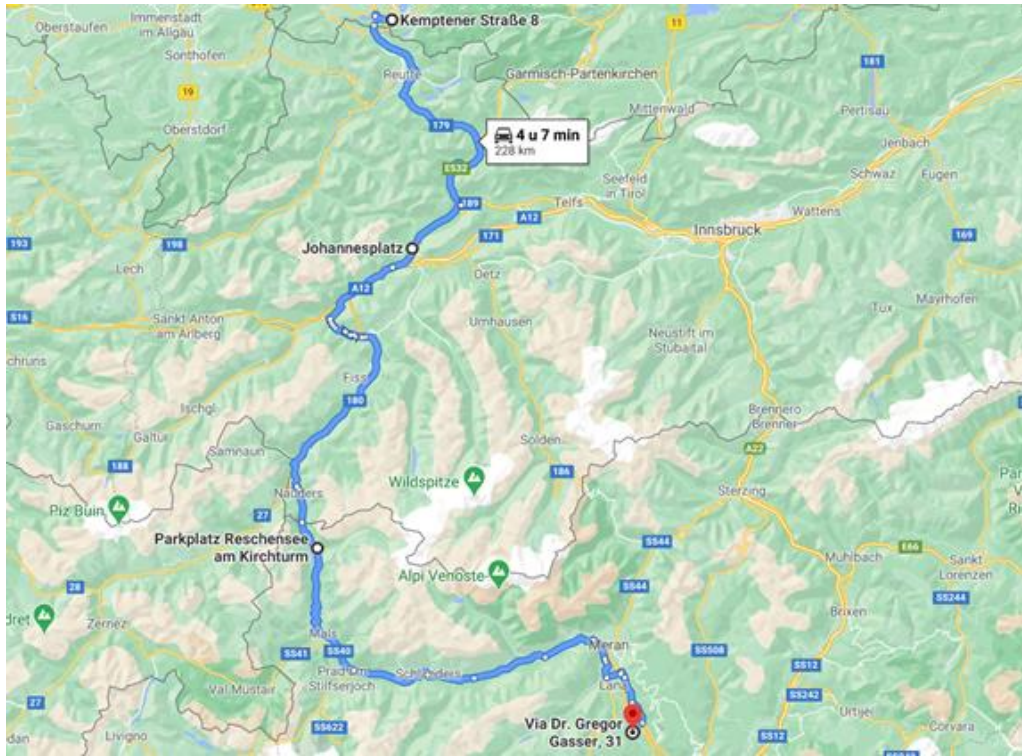 Immenstadt
im Allgäu
Oberstaufen
Kemptener Straße 8
11
Sonthofen
Reutte
Garmisch-Partenkirchen
181
19
Oberstdorf
179
4 u 7 min
228 km
Mittenwald
Pertisau
Jenbach
E532
Seefeld
in Tirol
Schwaz
Fügen
189
Telfs
A12
Wattens
193
198
Johannesplatz
171
Innsbruck
169
Lech
Oetz
A12
Mayrhofen
S16
Sankt Anton
am Arlberg
Umhausen
Neustift im
Stubaital
Tux
chruns
Fiss
180
Ischgl
Brennero
Brenner
Gaschurn
Galtür
Samnaun
Sölden
A22
188
186
Wildspitze
Nauders
Sterzing
Piz Buin
27
Parkplatz Reschensee
am Kirchturm
SS44
Mühlbach
E66
Sankt
Lorenzen
28
Alpi Venoste
SS44
SS244
dret
Zernez
Brixen
Mals
SS41
SS40
Meran
SS508
Prad am
Stilfserjoch
Schlanders
SS12
Val Müstair
Lana
27
SS242
SS622
Via Dr. Gregor
Gasser, 31
Urtijëi
Corvara
Livigno
SS12